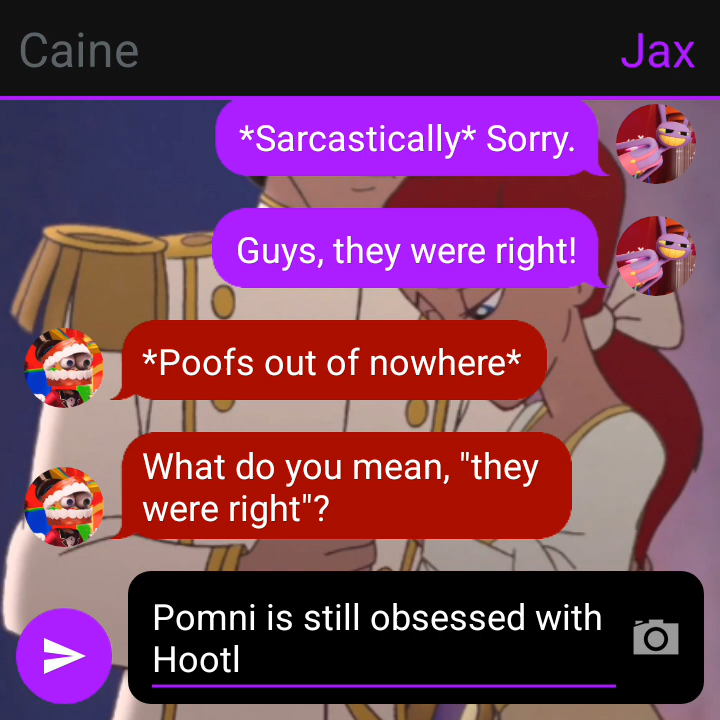 Caine
Jax
*Sarcastically* Sorry.
Guys, they were right!
*Poofs out of nowhere*
What do you mean, "they
were right"?
Pomni is still obsessed with
Hootl